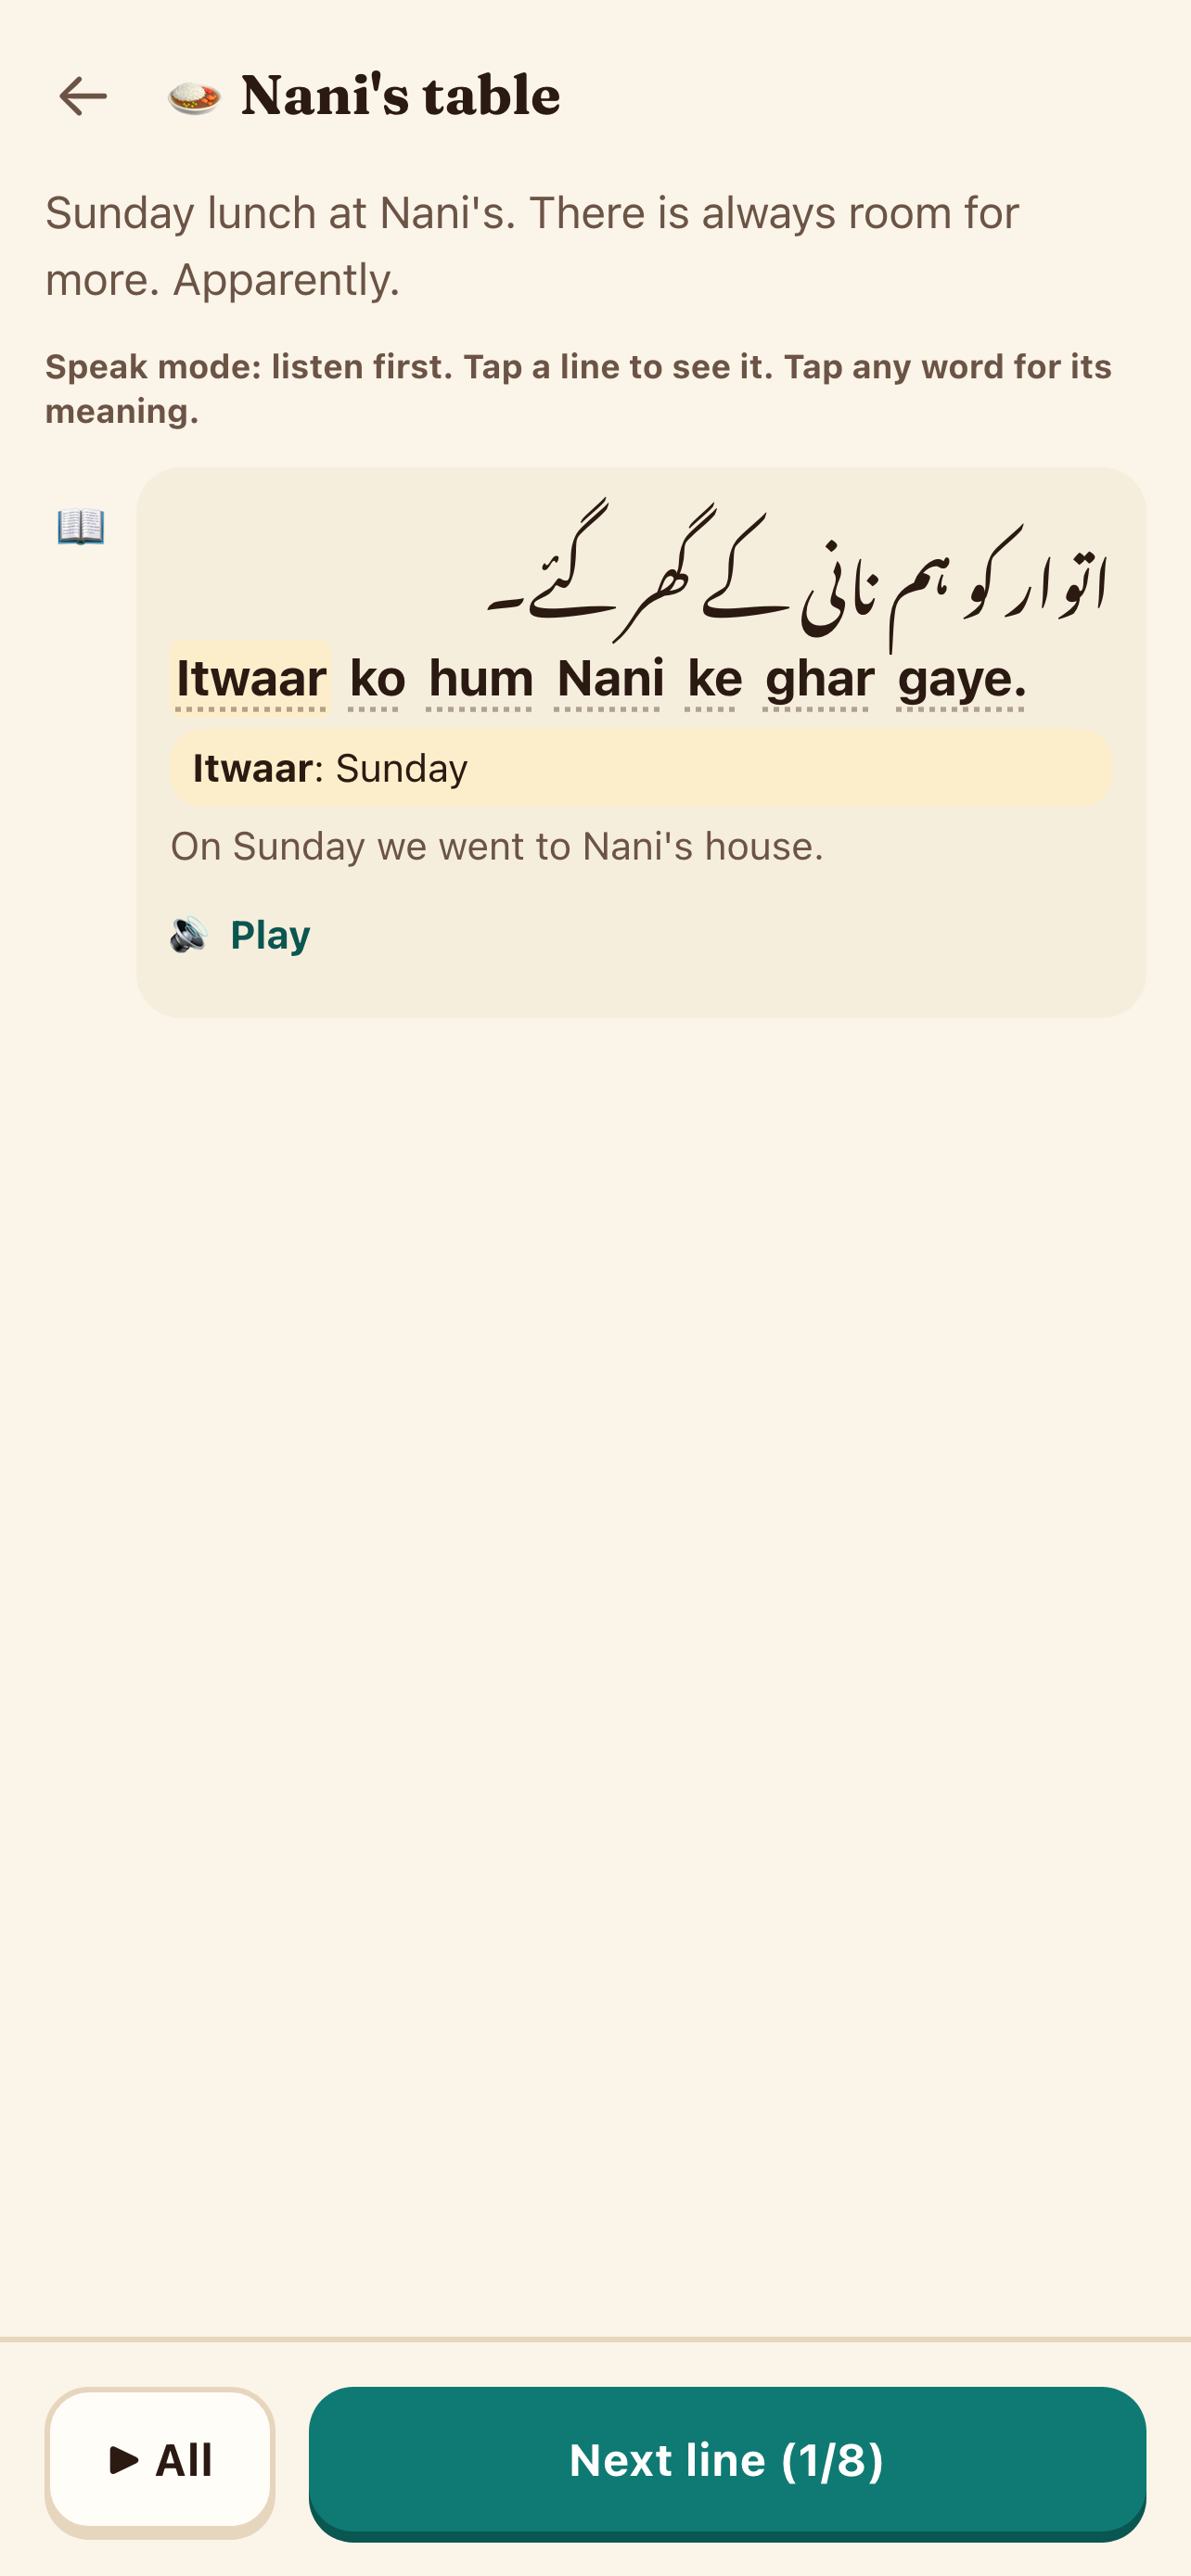 Nani's table
Sunday lunch at Nani's. There is always room for
more. Apparently.
Speak mode: listen first. Tap a line to see it. Tap any word for its
meaning.
اتوار کو ہم نانی کے گھر گئے۔
Itwaar ko hum Nani ke ghar gaye.
Itwaar: Sunday
On Sunday we went to Nani's house.
Play
All
Next line (1/8)